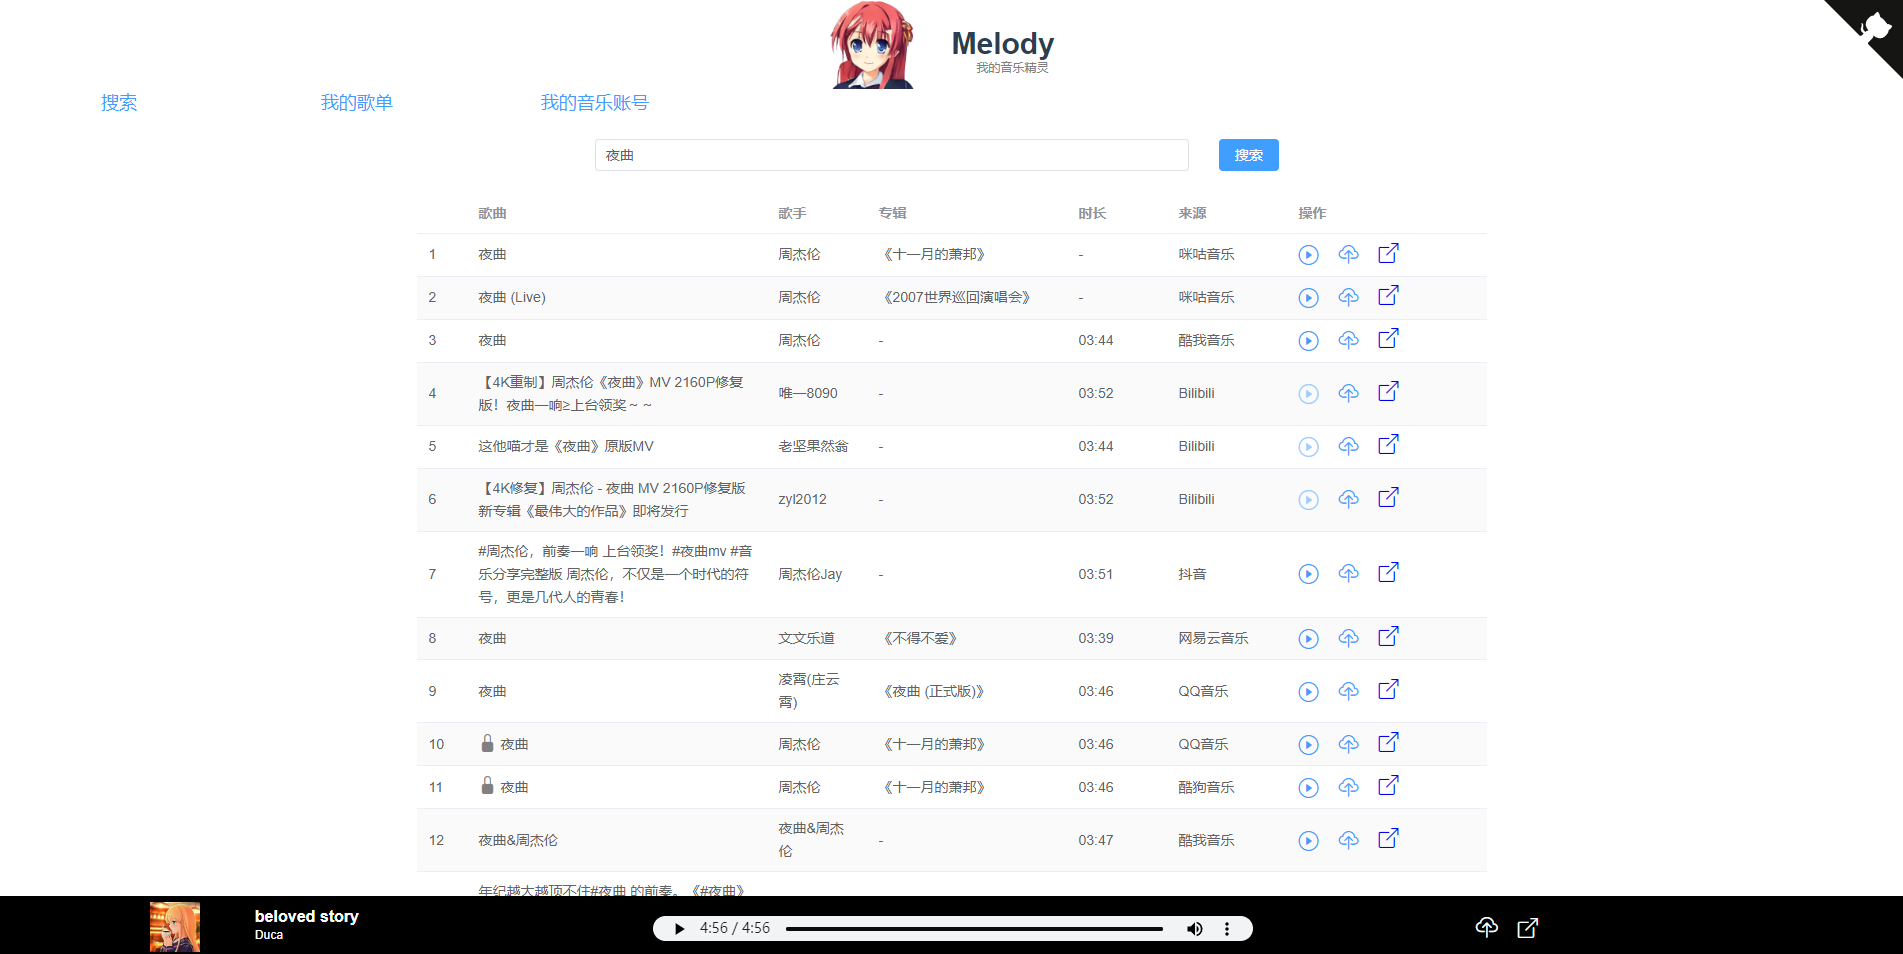 Melody
我的音乐精灵
搜索 我的歌单 我的音乐账号
夜曲 搜索
歌曲 歌手 专辑 时长 来源 操作
1 夜曲 周杰伦 《十一月的萧邦》 - 咪咕音乐
2 夜曲 (Live) 周杰伦 《2007世界巡回演唱会》 - 咪咕音乐
3 夜曲 周杰伦 - 03:44 酷我音乐
4 【4K重制】周杰伦《夜曲》MV 2160P修复 唯一8090 - 03:52 Bilibili
版！夜曲一响≥上台领奖～～
5 这他喵才是《夜曲》原版MV 老坚果然翁 - 03:44 Bilibili
6 【4K修复】周杰伦 - 夜曲 MV 2160P修复版 zyl2012 - 03:52 Bilibili
新专辑《最伟大的作品》即将发行
#周杰伦，前奏一响 上台领奖！#夜曲mv #音
7 乐分享完整版 周杰伦，不仅是一个时代的符 周杰伦Jay - 03:51 抖音
号，更是几代人的青春！
8 夜曲 文文乐道 《不得不爱》 03:39 网易云音乐
9 夜曲 凌霄(庄云 《夜曲 (正式版)》 03:46 QQ音乐
霄)
10 夜曲 周杰伦 《十一月的萧邦》 03:46 QQ音乐
11 夜曲 周杰伦 《十一月的萧邦》 03:46 酷狗音乐
12 夜曲&周杰伦 夜曲&周杰 - 03:47 酷我音乐
伦
年纪越大越顶不住#夜曲 的前奏。《#夜曲》
beloved story
Duca
4:56 / 4:56